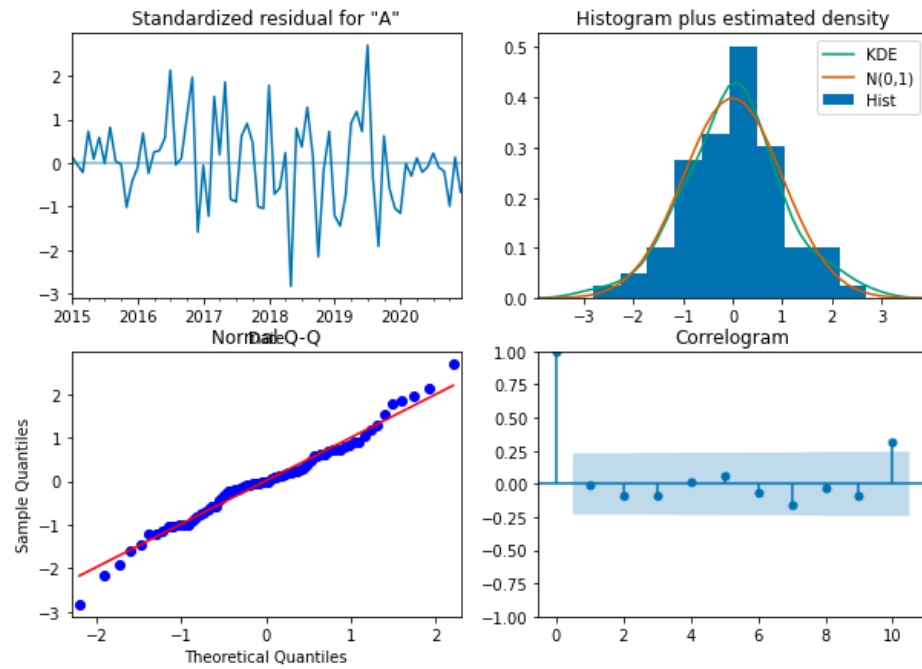 Standardized residual for "A"
3
2
1
0
−1
−2
−3
2015 2016 2017 2018 2019 2020
Date
Histogram plus estimated density
0.5
0.4
0.3
0.2
0.1
0.0
KDE
N(0,1)
Hist
−3 −2 −1 0 1 2 3
Normal Q-Q
Sample Quantiles
2
1
0
−1
−2
−3
−2 −1 0 1 2
Theoretical Quantiles
Correlogram
1.00
0.75
0.50
0.25
0.00
−0.25
−0.50
−0.75
−1.00
0 2 4 6 8 10